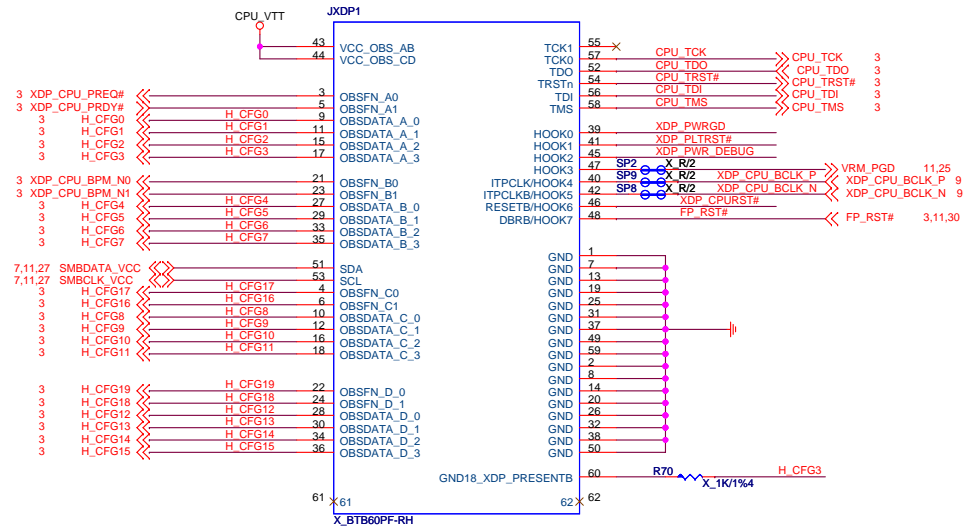 JXDP1
CPU_VTT
43 VCC_OBS_AB
44 VCC_OBS_CD
55 TCK1
57 TCK0 CPU_TCK CPU_TCK 3
52 TDO CPU_TDO CPU_TDO 3
54 TRSTn CPU_TRST# CPU_TRST# 3
56 TDI CPU_TDI CPU_TDI 3
58 TMS CPU_TMS CPU_TMS 3
3 XDP_CPU_PREQ# 3 OBSFN_A0
3 XDP_CPU_PRDY# 5 OBSFN_A1
3 H_CFG0 H_CFG0 9 OBSDATA_A_0
3 H_CFG1 H_CFG1 11 OBSDATA_A_1
3 H_CFG2 H_CFG2 15 OBSDATA_A_2
3 H_CFG3 H_CFG3 17 OBSDATA_A_3
HOOK0 39 XDP_PWRGD
HOOK1 41 XDP_PLTRST#
HOOK2 45 XDP_PWR_DEBUG
HOOK3 47 SP2 X_R/2 VRM_PGD 11,25
ITPCLK/HOOK4 40 SP9 X_R/2 XDP_CPU_BCLK_P XDP_CPU_BCLK_P 9
ITPCLKB/HOOK5 42 SP8 X_R/2 XDP_CPU_BCLK_N XDP_CPU_BCLK_N 9
RESETB/HOOK6 46 XDP_CPURST#
DBRB/HOOK7 48 FP_RST# FP_RST# 3,11,30
3 XDP_CPU_BPM_N0 21 OBSFN_B0
3 XDP_CPU_BPM_N1 23 OBSFN_B1
3 H_CFG4 H_CFG4 27 OBSDATA_B_0
3 H_CFG5 H_CFG5 29 OBSDATA_B_1
3 H_CFG6 H_CFG6 33 OBSDATA_B_2
3 H_CFG7 H_CFG7 35 OBSDATA_B_3
7,11,27 SMBDATA_VCC 51 SDA
7,11,27 SMBCLK_VCC 53 SCL
3 H_CFG17 H_CFG17 4 OBSFN_C0
3 H_CFG16 H_CFG16 6 OBSFN_C1
3 H_CFG8 H_CFG8 10 OBSDATA_C_0
3 H_CFG9 H_CFG9 12 OBSDATA_C_1
3 H_CFG10 H_CFG10 16 OBSDATA_C_2
3 H_CFG11 H_CFG11 18 OBSDATA_C_3
3 H_CFG19 H_CFG19 22 OBSFN_D_0
3 H_CFG18 H_CFG18 24 OBSFN_D_1
3 H_CFG12 H_CFG12 28 OBSDATA_D_0
3 H_CFG13 H_CFG13 30 OBSDATA_D_1
3 H_CFG14 H_CFG14 34 OBSDATA_D_2
3 H_CFG15 H_CFG15 36 OBSDATA_D_3
GND 1
GND 7
GND 13
GND 19
GND 25
GND 31
GND 37
GND 49
GND 59
GND 2
GND 8
GND 14
GND 20
GND 26
GND 32
GND 38
GND 50
GND18_XDP_PRESENTB 60 R70 X_1K/1%4 H_CFG3
61 61 62 62
X_BTB60PF-RH